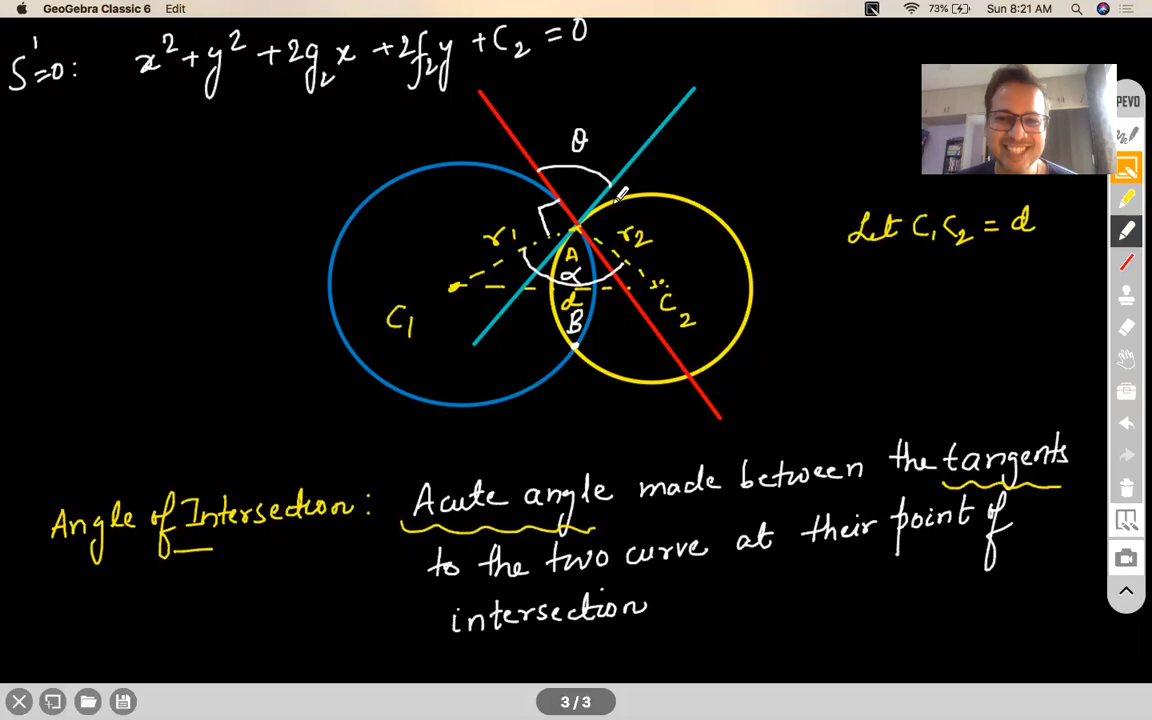 GeoGebra Classic 6 Edit 73% Sun 8:21 AM
S'=0: x² + y² + 2g₂x + 2f₂y + C₂ = 0
PEVO
θ
Let C₁C₂ = d
r1 r2
A
α
d
C₁ B C₂
Angle of Intersection: Acute angle made between the tangents
to the two curve at their point of
intersection
3 / 3